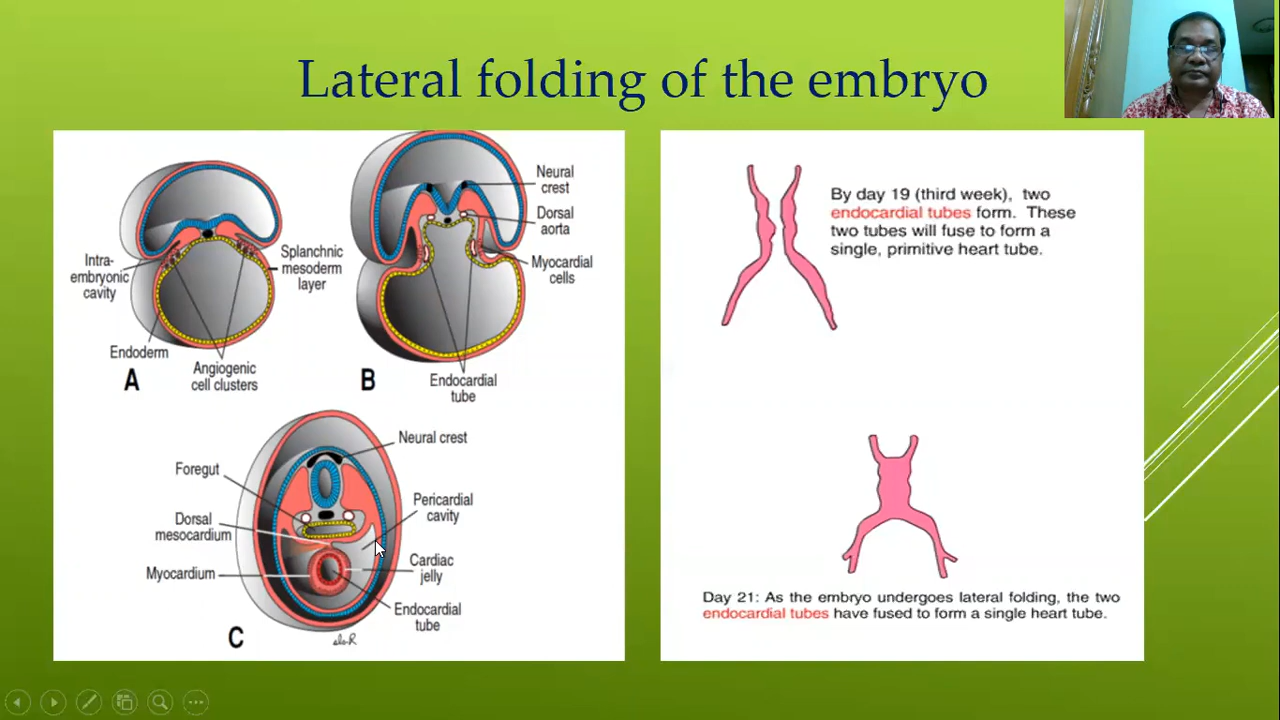 Lateral folding of the embryo
Intra-
embryonic
cavity
Endoderm
Angiogenic
cell clusters
Splanchnic
mesoderm
layer
A
Neural
crest
Dorsal
aorta
Myocardial
cells
Endocardial
tube
B
Neural crest
Foregut
Pericardial
cavity
Dorsal
mesocardium
Cardiac
jelly
Myocardium
Endocardial
tube
C
By day 19 (third week), two
endocardial tubes form. These
two tubes will fuse to form a
single, primitive heart tube.
Day 21: As the embryo undergoes lateral folding, the two
endocardial tubes have fused to form a single heart tube.